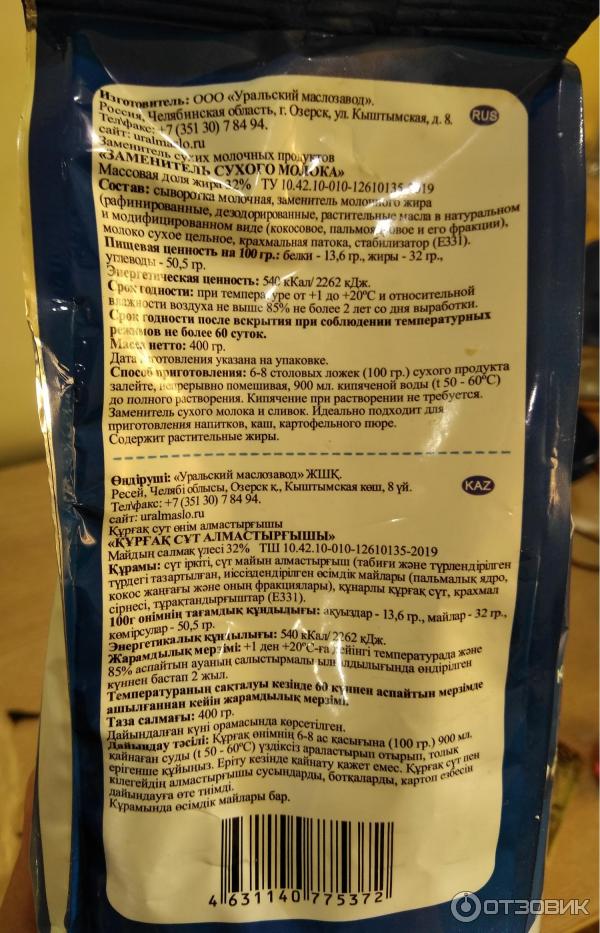 Изготовитель: ООО «Уральский маслозавод».
Россия, Челябинская область, г. Озерск, ул. Кыштымская, д. 8.
Тел\факс: +7 (351 30) 7 84 94.
сайт: uralmaslo.ru
RUS
Заменитель сухих молочных продуктов
«ЗАМЕНИТЕЛЬ СУХОГО МОЛОКА»
Массовая доля жира 32% ТУ 10.42.10-010-12610135-2019
Состав: сыворотка молочная, заменитель молочного жира
(рафинированные, дезодорированные, растительные масла в натуральном
и модифицированном виде (кокосовое, пальмоядровое и его фракции),
молоко сухое цельное, крахмальная патока, стабилизатор (Е331).
Пищевая ценность на 100 гр.: белки - 13,6 гр., жиры - 32 гр.,
углеводы - 50,5 гр.
Энергетическая ценность: 540 кКал/ 2262 кДж.
Срок годности: при температуре от +1 до +20°С и относительной
влажности воздуха не выше 85% не более 2 лет со дня выработки.
Срок годности после вскрытия при соблюдении температурных
режимов не более 60 суток.
Масса нетто: 400 гр.
Дата изготовления указана на упаковке.
Способ приготовления: 6-8 столовых ложек (100 гр.) сухого продукта
залейте, непрерывно помешивая, 900 мл. кипяченой воды (t 50 - 60°С)
до полного растворения. Кипячение при растворении не требуется.
Заменитель сухого молока и сливок. Идеально подходит для
приготовления напитков, каш, картофельного пюре.
Содержит растительные жиры.
Өндіруші: «Уральский маслозавод» ЖШҚ.
Ресей, Челябі облысы, Озерск қ., Кыштымская көш, 8 үй.
Тел\факс: +7 (351 30) 7 84 94.
сайт: uralmaslo.ru
KAZ
Құрғақ сүт өнім алмастырғышы
«ҚҰРҒАҚ СҮТ АЛМАСТЫРҒЫШЫ»
Майдың салмақ үлесі 32% ТШ 10.42.10-010-12610135-2019
Құрамы: сүт іркіті, сүт майын алмастырғыш (табиғи және түрлендірілген
түрдегі тазартылған, иіссіздендірілген өсімдік майлары (пальмалық ядро,
кокос жаңғағы және оның фракциялары), құнарлы құрғақ сүт, крахмал
сірнесі, тұрақтандырғыштар (Е331).
100г өнімнің тағамдық құндылығы: ақуыздар - 13,6 гр., майлар - 32 гр.,
көмірсулар - 50,5 гр.
Энергетикалық құндылығы: 540 кКал/ 2262 кДж.
Жарамдылық мерзімі: +1 ден +20°С-ға дейінгі температурада және
85% аспайтын ауаның салыстырмалы ылғалдылығында өндірілген
күннен бастап 2 жыл.
Температураның сақталуы кезінде 60 күннен аспайтын мерзімде
ашылғаннан кейін жарамдылық мерзімі.
Таза салмағы: 400 гр.
Дайындалған күні орамасында көрсетілген.
Дайындау тәсілі: Құрғақ өнімнің 6-8 ас қасығына (100 гр.) 900 мл.
қайнаған суды (t 50 - 60°С) үздіксіз араластырып отырып, толық
ерігенше құйыңыз. Еріту кезінде қайнату қажет емес. Құрғақ сүт пен
кілегейдің алмастырғышы сусындарды, ботқаларды, картоп езбесін
дайындауға өте тиімді.
Құрамында өсімдік майлары бар.
4 631140 775372
ОТЗОВИК